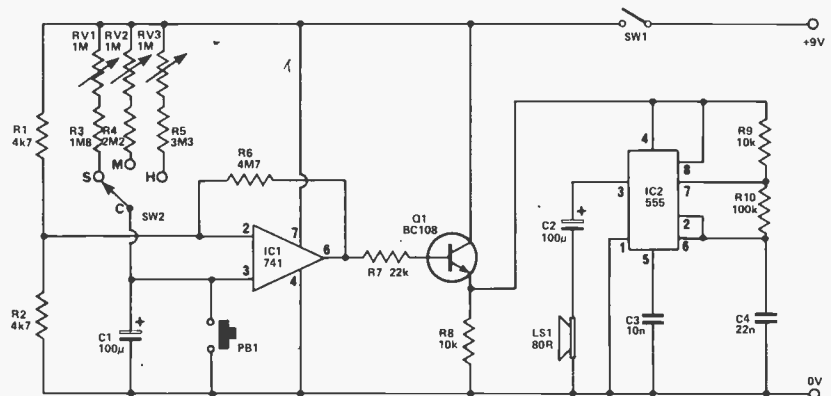 RV1
1M
RV2
1M
RV3
1M
SW1
+9V
R1
4k7
R3
1M8
R4
2M2
R5
3M3
S
M
H
C
SW2
R6
4M7
2
3
7
4
6
IC1
741
R7 22k
Q1
BC108
R8
10k
R2
4k7
C1
100µ
+
PB1
C2
100µ
+
LS1
80R
4
3
8
7
2
6
1
5
IC2
555
R9
10k
R10
100k
C3
10n
C4
22n
0V